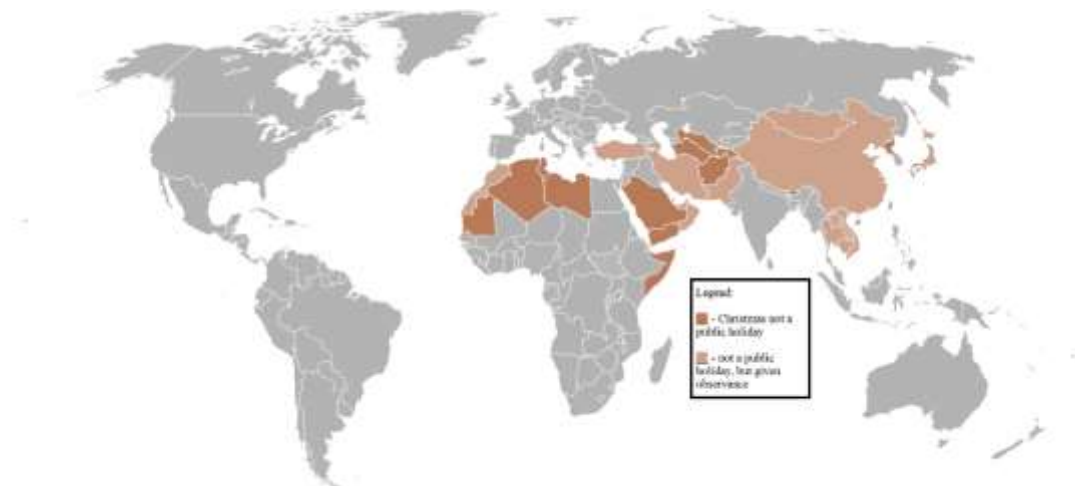 Legend:
- Christmas not a
public holiday
- not a public
holiday, but given
observance